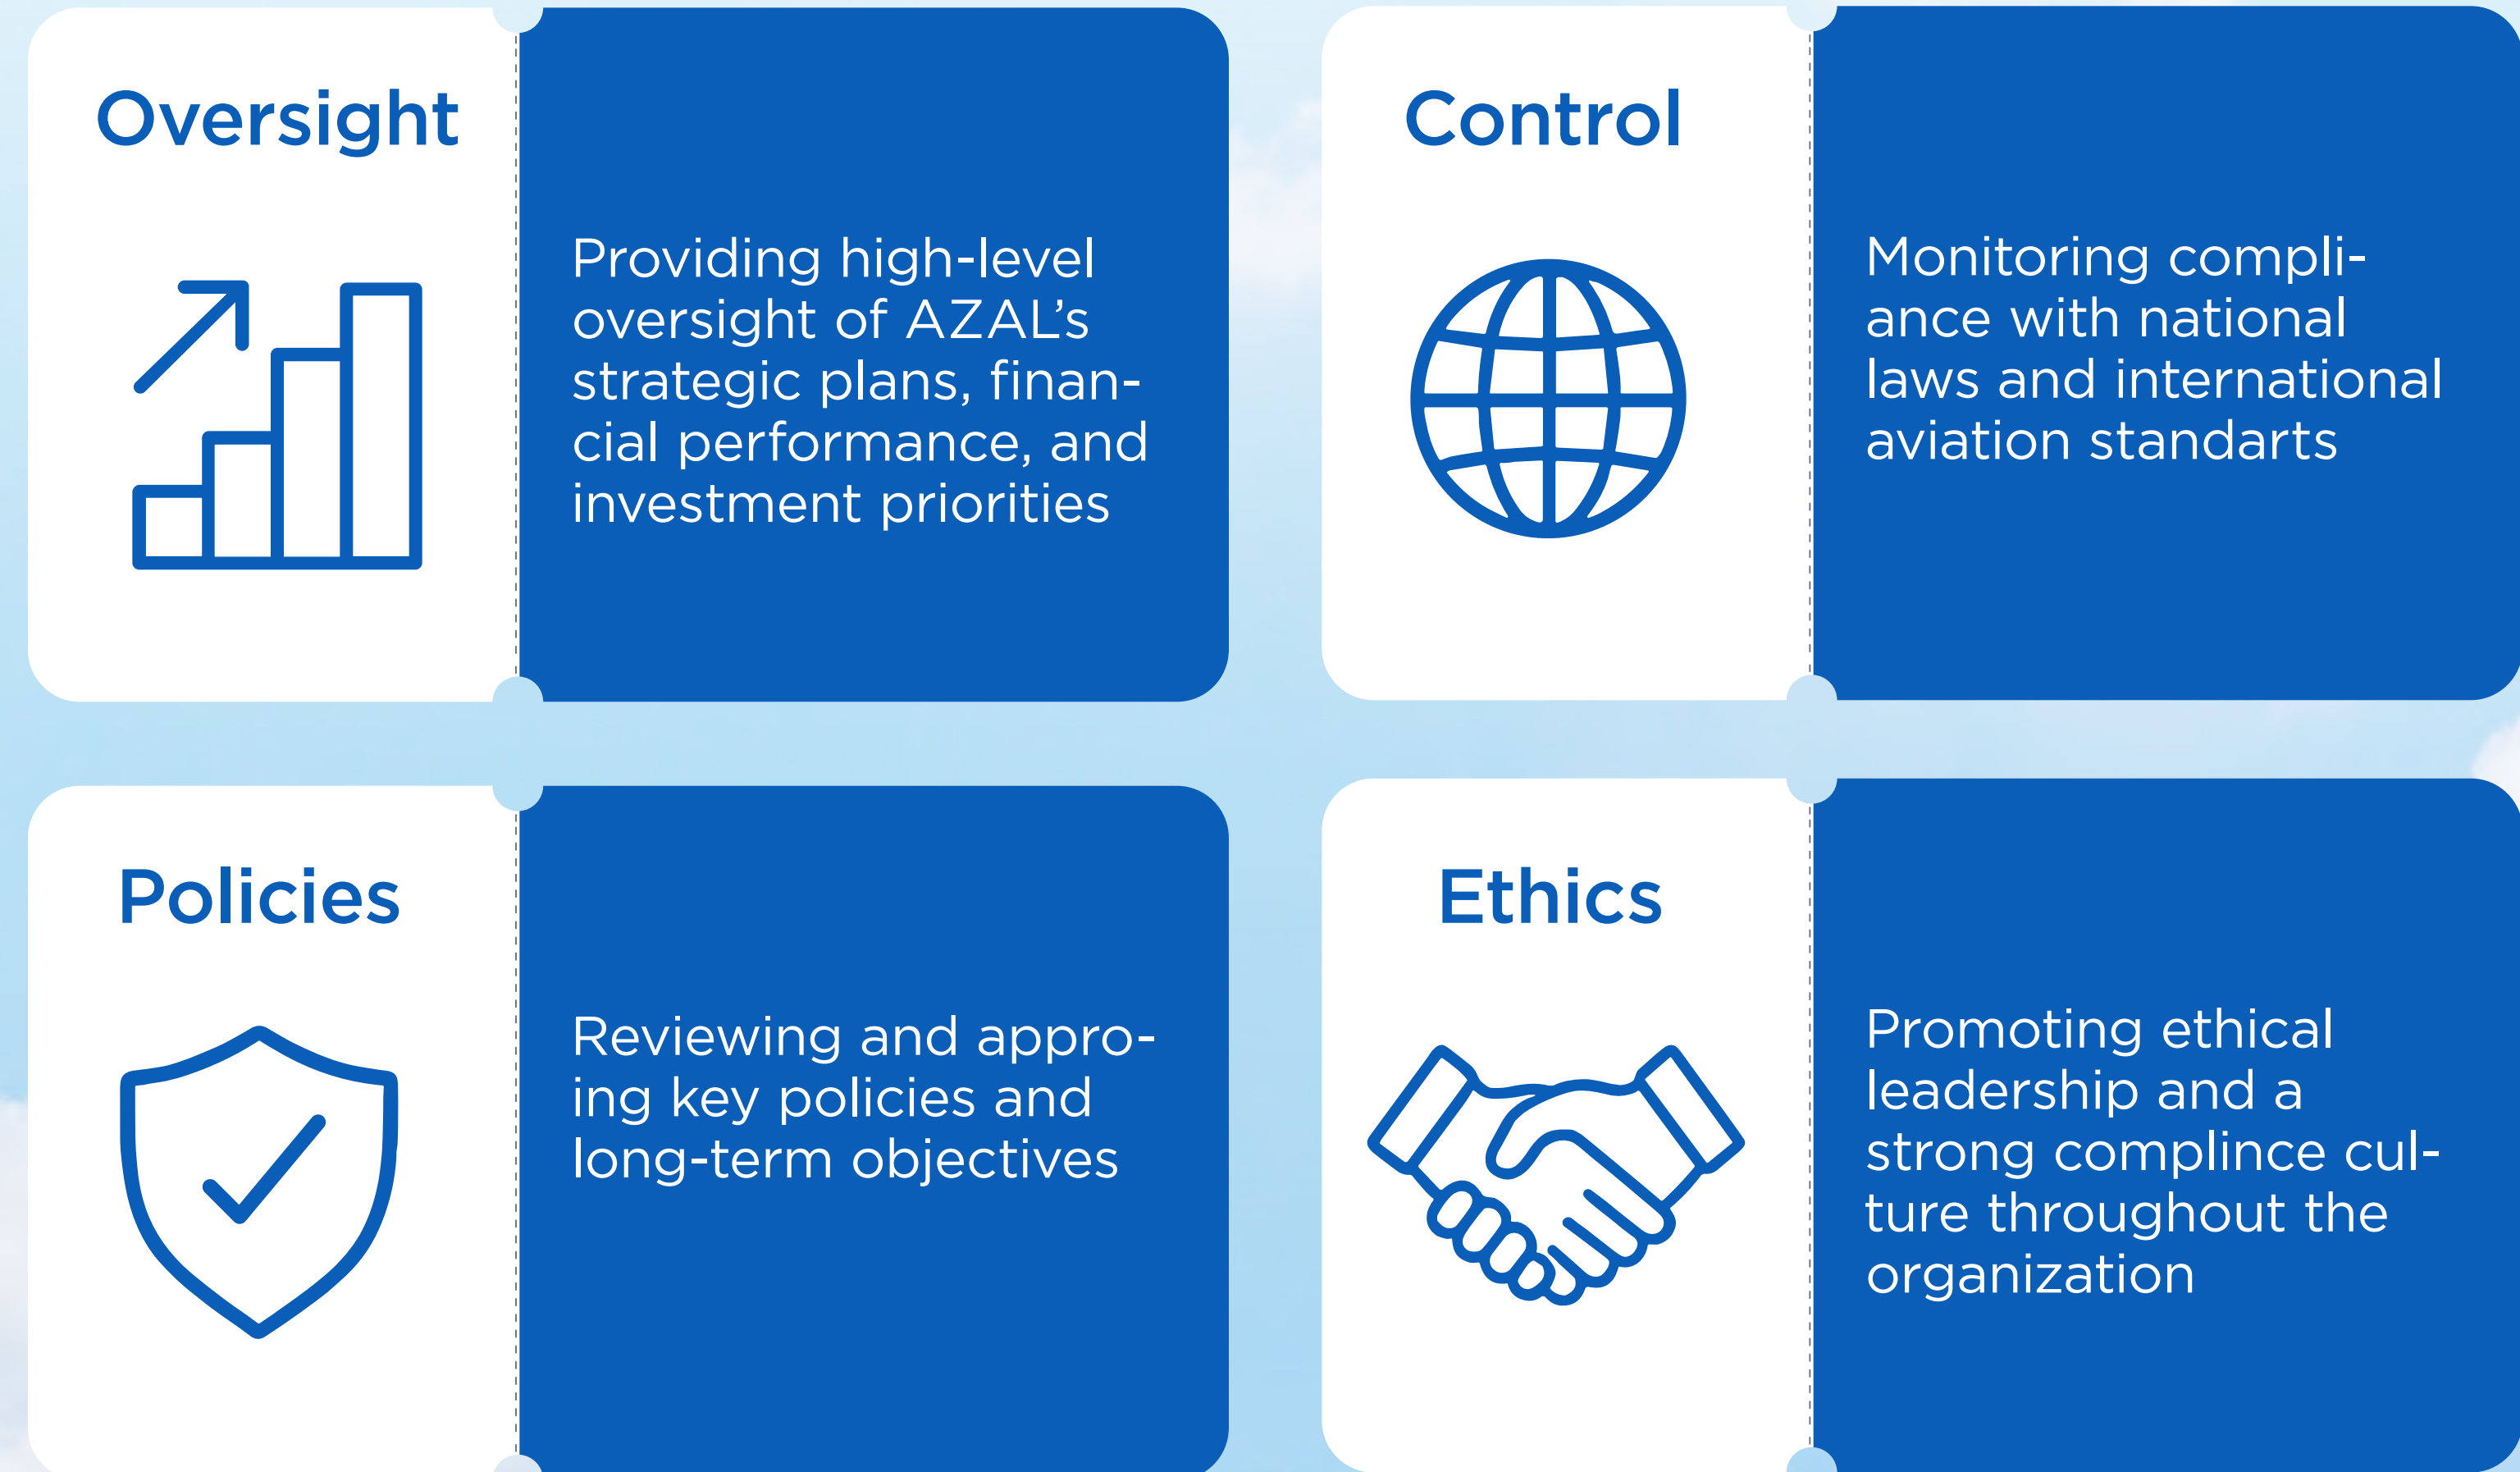 Oversight
Providing high-level
oversight of AZAL’s
strategic plans, finan-
cial performance, and
investment priorities
Control
Monitoring compli-
ance with national
laws and international
aviation standarts
Policies
Reviewing and appro-
ing key policies and
long-term objectives
Ethics
Promoting ethical
leadership and a
strong complince cul-
ture throughout the
organization